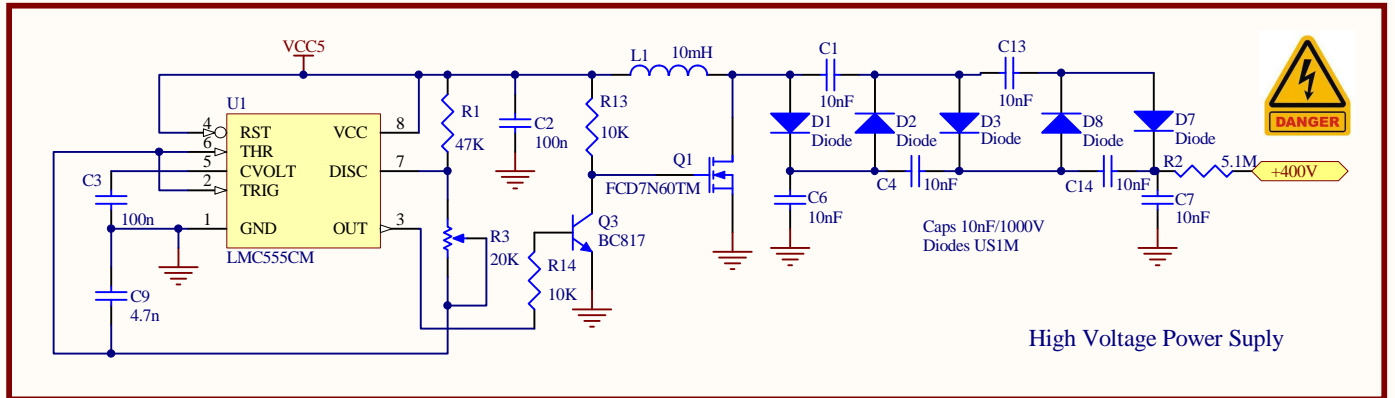 VCC5
U1
4 RST VCC 8
6 THR
5 CVOLT DISC 7
2 TRIG
1 GND OUT 3
LMC555CM
C3
100n
C9
4.7n
R1
47K
R3
20K
C2
100n
R13
10K
R14
10K
Q3
BC817
L1 10mH
Q1
FCD7N60TM
C1
10nF
C13
10nF
D1
Diode
D2
Diode
D3
Diode
D8
Diode
D7
Diode
C6
10nF
C4 10nF
C14 10nF
C7
10nF
R2 5.1M
+400V
Caps 10nF/1000V
Diodes US1M
DANGER
High Voltage Power Suply